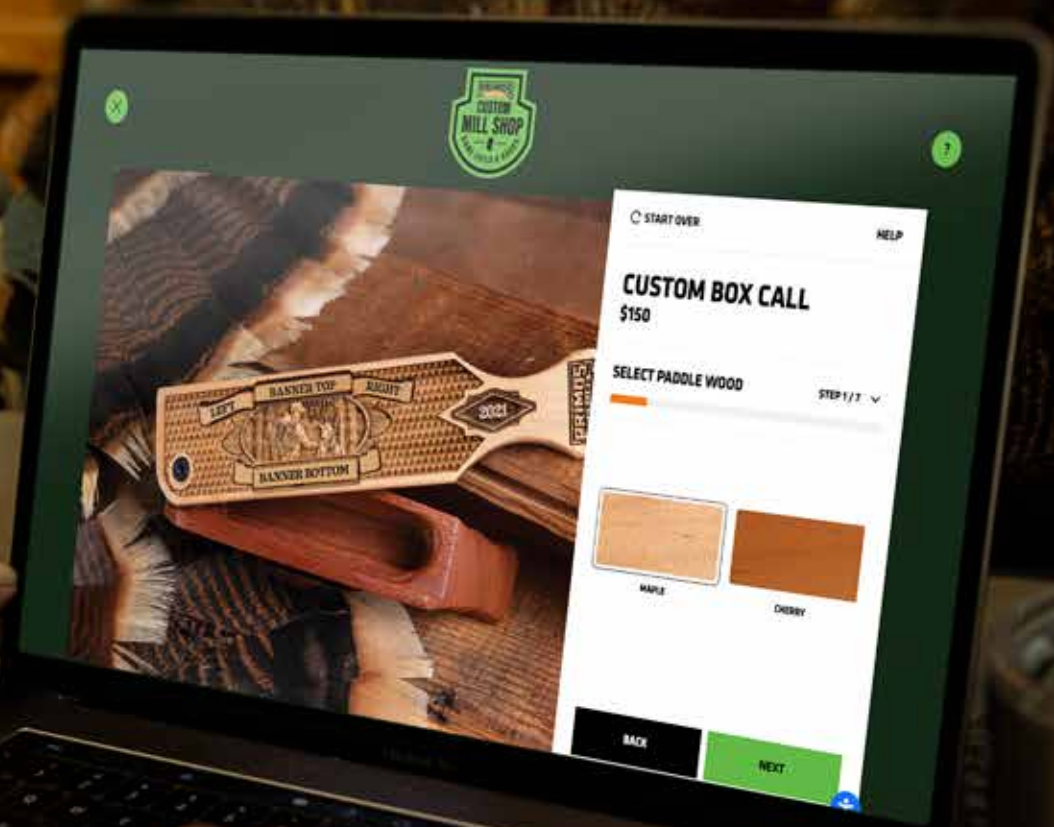 X
PRIMOS
CUSTOM
MILL SHOP
?
START OVER
HELP
CUSTOM BOX CALL
$150
SELECT PADDLE WOOD
STEP 1 / 7
LEFT
BANNER TOP
RIGHT
2021
PRIMOS
BANNER BOTTOM
MAPLE
CHERRY
BACK
NEXT